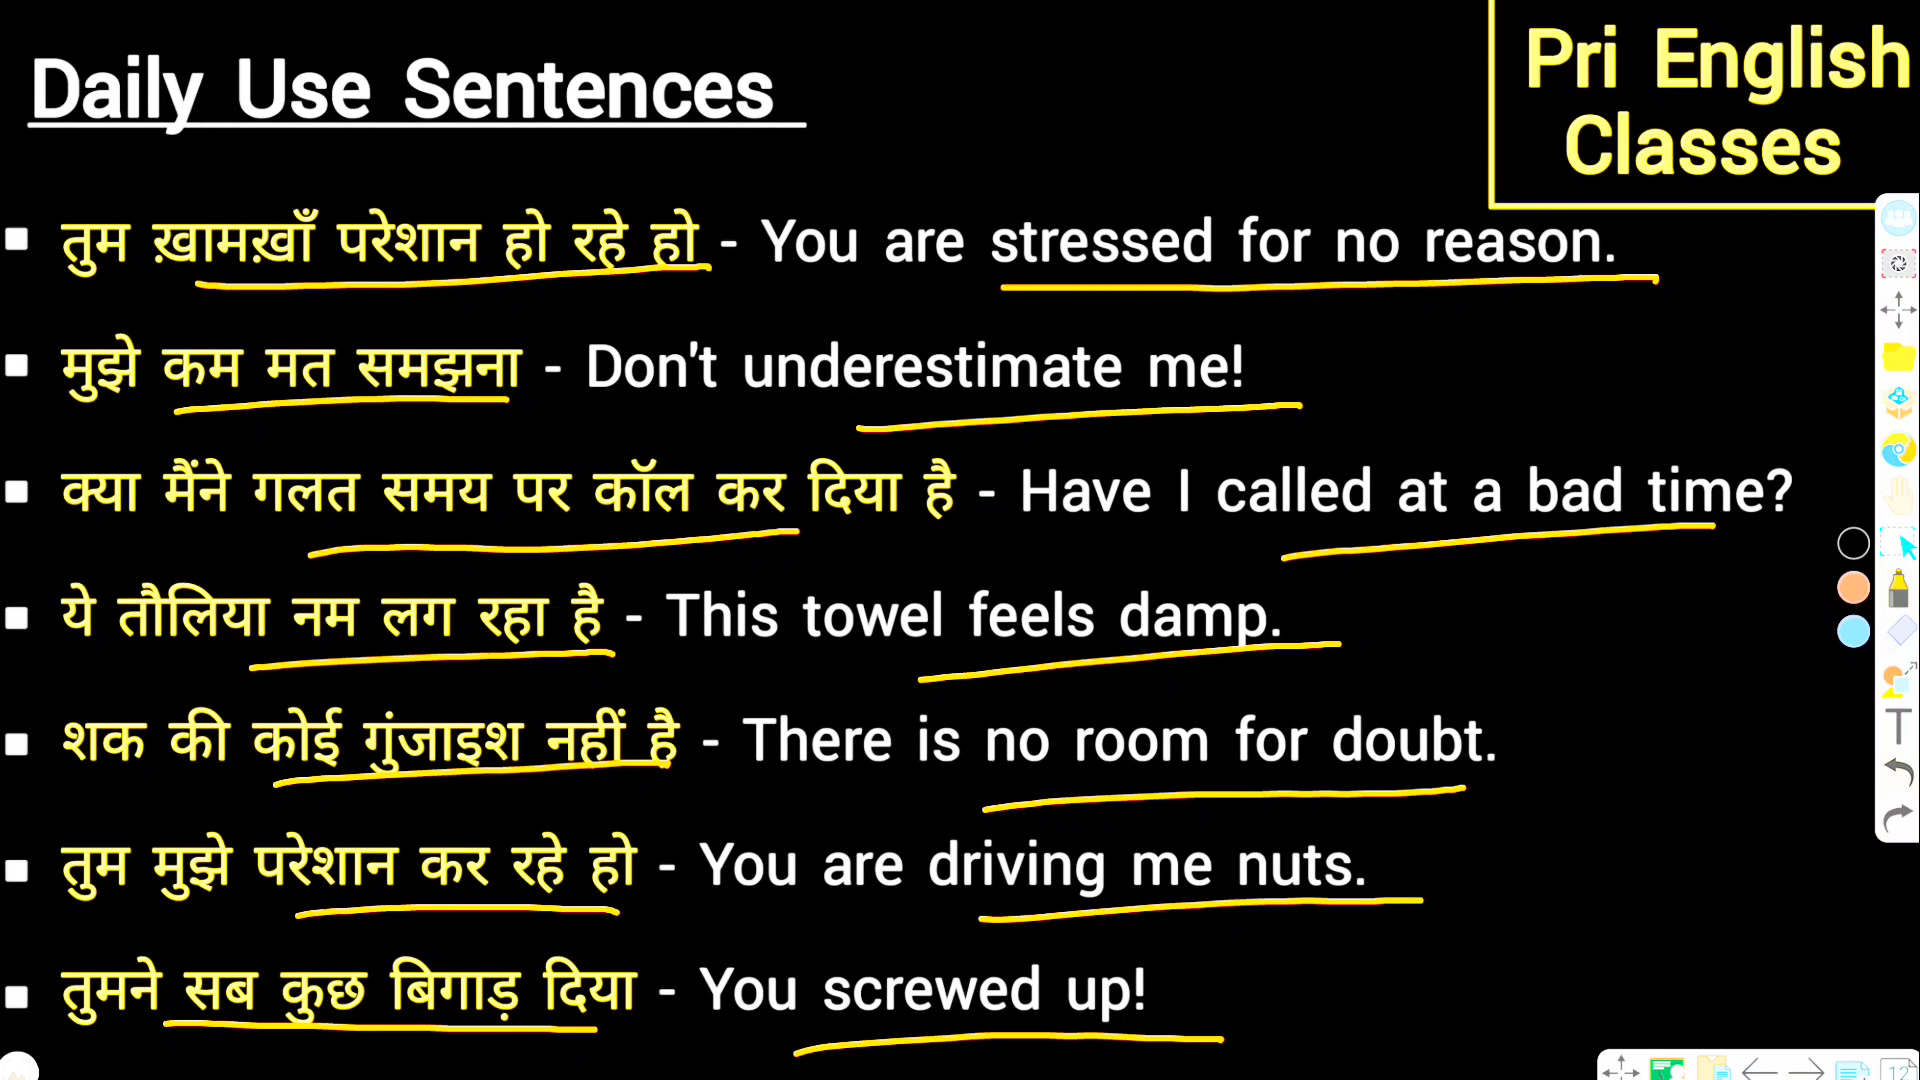 Daily Use Sentences
Pri English
Classes
तुम ख़ामख़ाँ परेशान हो रहे हो - You are stressed for no reason.
मुझे कम मत समझना - Don't underestimate me!
क्या मैंने गलत समय पर कॉल कर दिया है - Have I called at a bad time?
ये तौलिया नम लग रहा है - This towel feels damp.
शक की कोई गुंजाइश नहीं है - There is no room for doubt.
तुम मुझे परेशान कर रहे हो - You are driving me nuts.
तुमने सब कुछ बिगाड़ दिया - You screwed up!
T
12